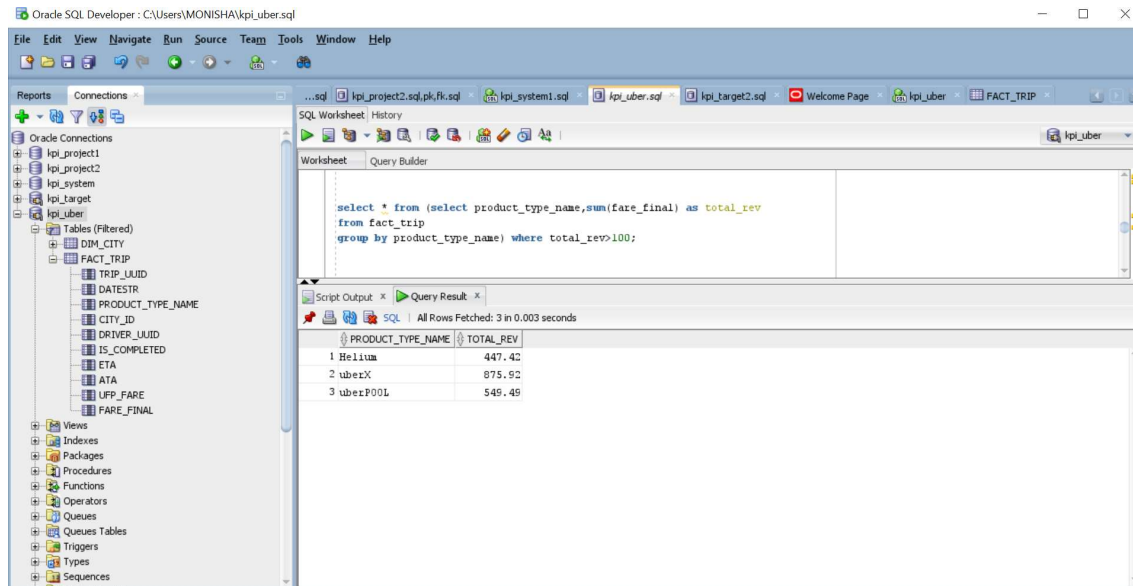 Oracle SQL Developer : C:\Users\MONISHA\kpi_uber.sql
File Edit View Navigate Run Source Team Tools Window Help
Reports Connections
...sql kpi_project2.sql,pk,fk.sql kpi_system1.sql kpi_uber.sql kpi_target2.sql Welcome Page kpi_uber FACT_TRIP
SQL Worksheet History
kpi_uber
Worksheet Query Builder
Oracle Connections
kpi_project1
kpi_project2
kpi_system
kpi_target
kpi_uber
Tables (Filtered)
DIM_CITY
FACT_TRIP
TRIP_UUID
DATESTR
PRODUCT_TYPE_NAME
CITY_ID
DRIVER_UUID
IS_COMPLETED
ETA
ATA
UFP_FARE
FARE_FINAL
Views
Indexes
Packages
Procedures
Functions
Operators
Queues
Queues Tables
Triggers
Types
Sequences
select * from (select product_type_name,sum(fare_final) as total_rev
from fact_trip
group by product_type_name) where total_rev>100;
Script Output x Query Result x
SQL | All Rows Fetched: 3 in 0.003 seconds
PRODUCT_TYPE_NAME TOTAL_REV
1 Helium 447.42
2 uberX 875.92
3 uberPOOL 549.49